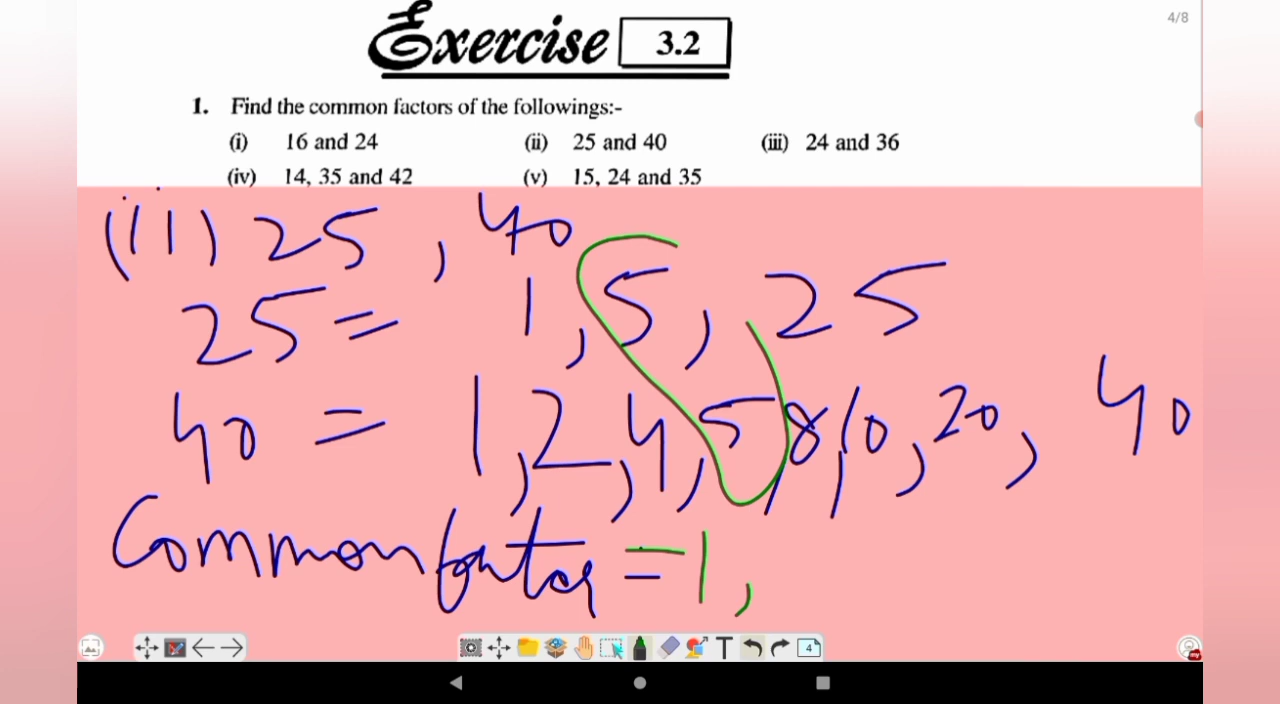 4/8
Exercise 3.2
1. Find the common factors of the followings:-
(i) 16 and 24 (ii) 25 and 40 (iii) 24 and 36
(iv) 14, 35 and 42 (v) 15, 24 and 35
(ii) 25, 40
25 = 1, 5, 25
40 = 1, 2, 4, 5, 8, 10, 20, 40
Common factor = 1,
T 4